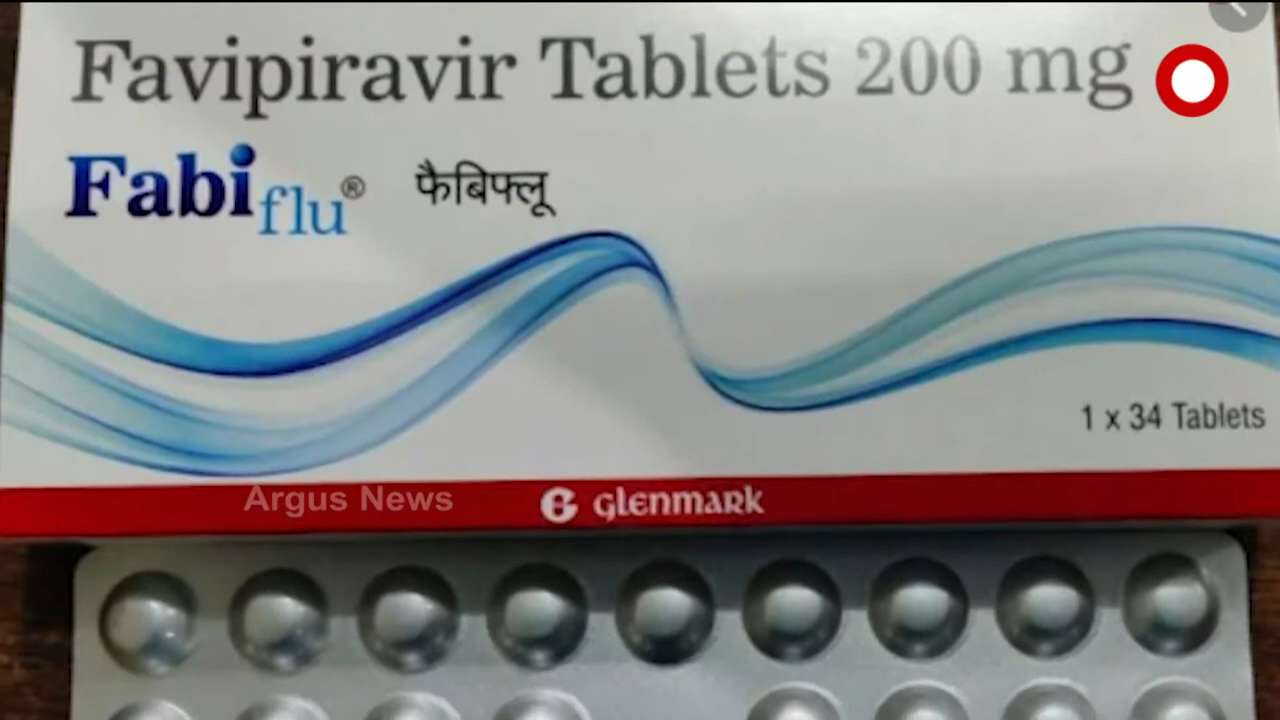 Favipiravir Tablets 200 mg
Fabiflu® फैबिफ्लू
1 x 34 Tablets
Argus News
glenmark